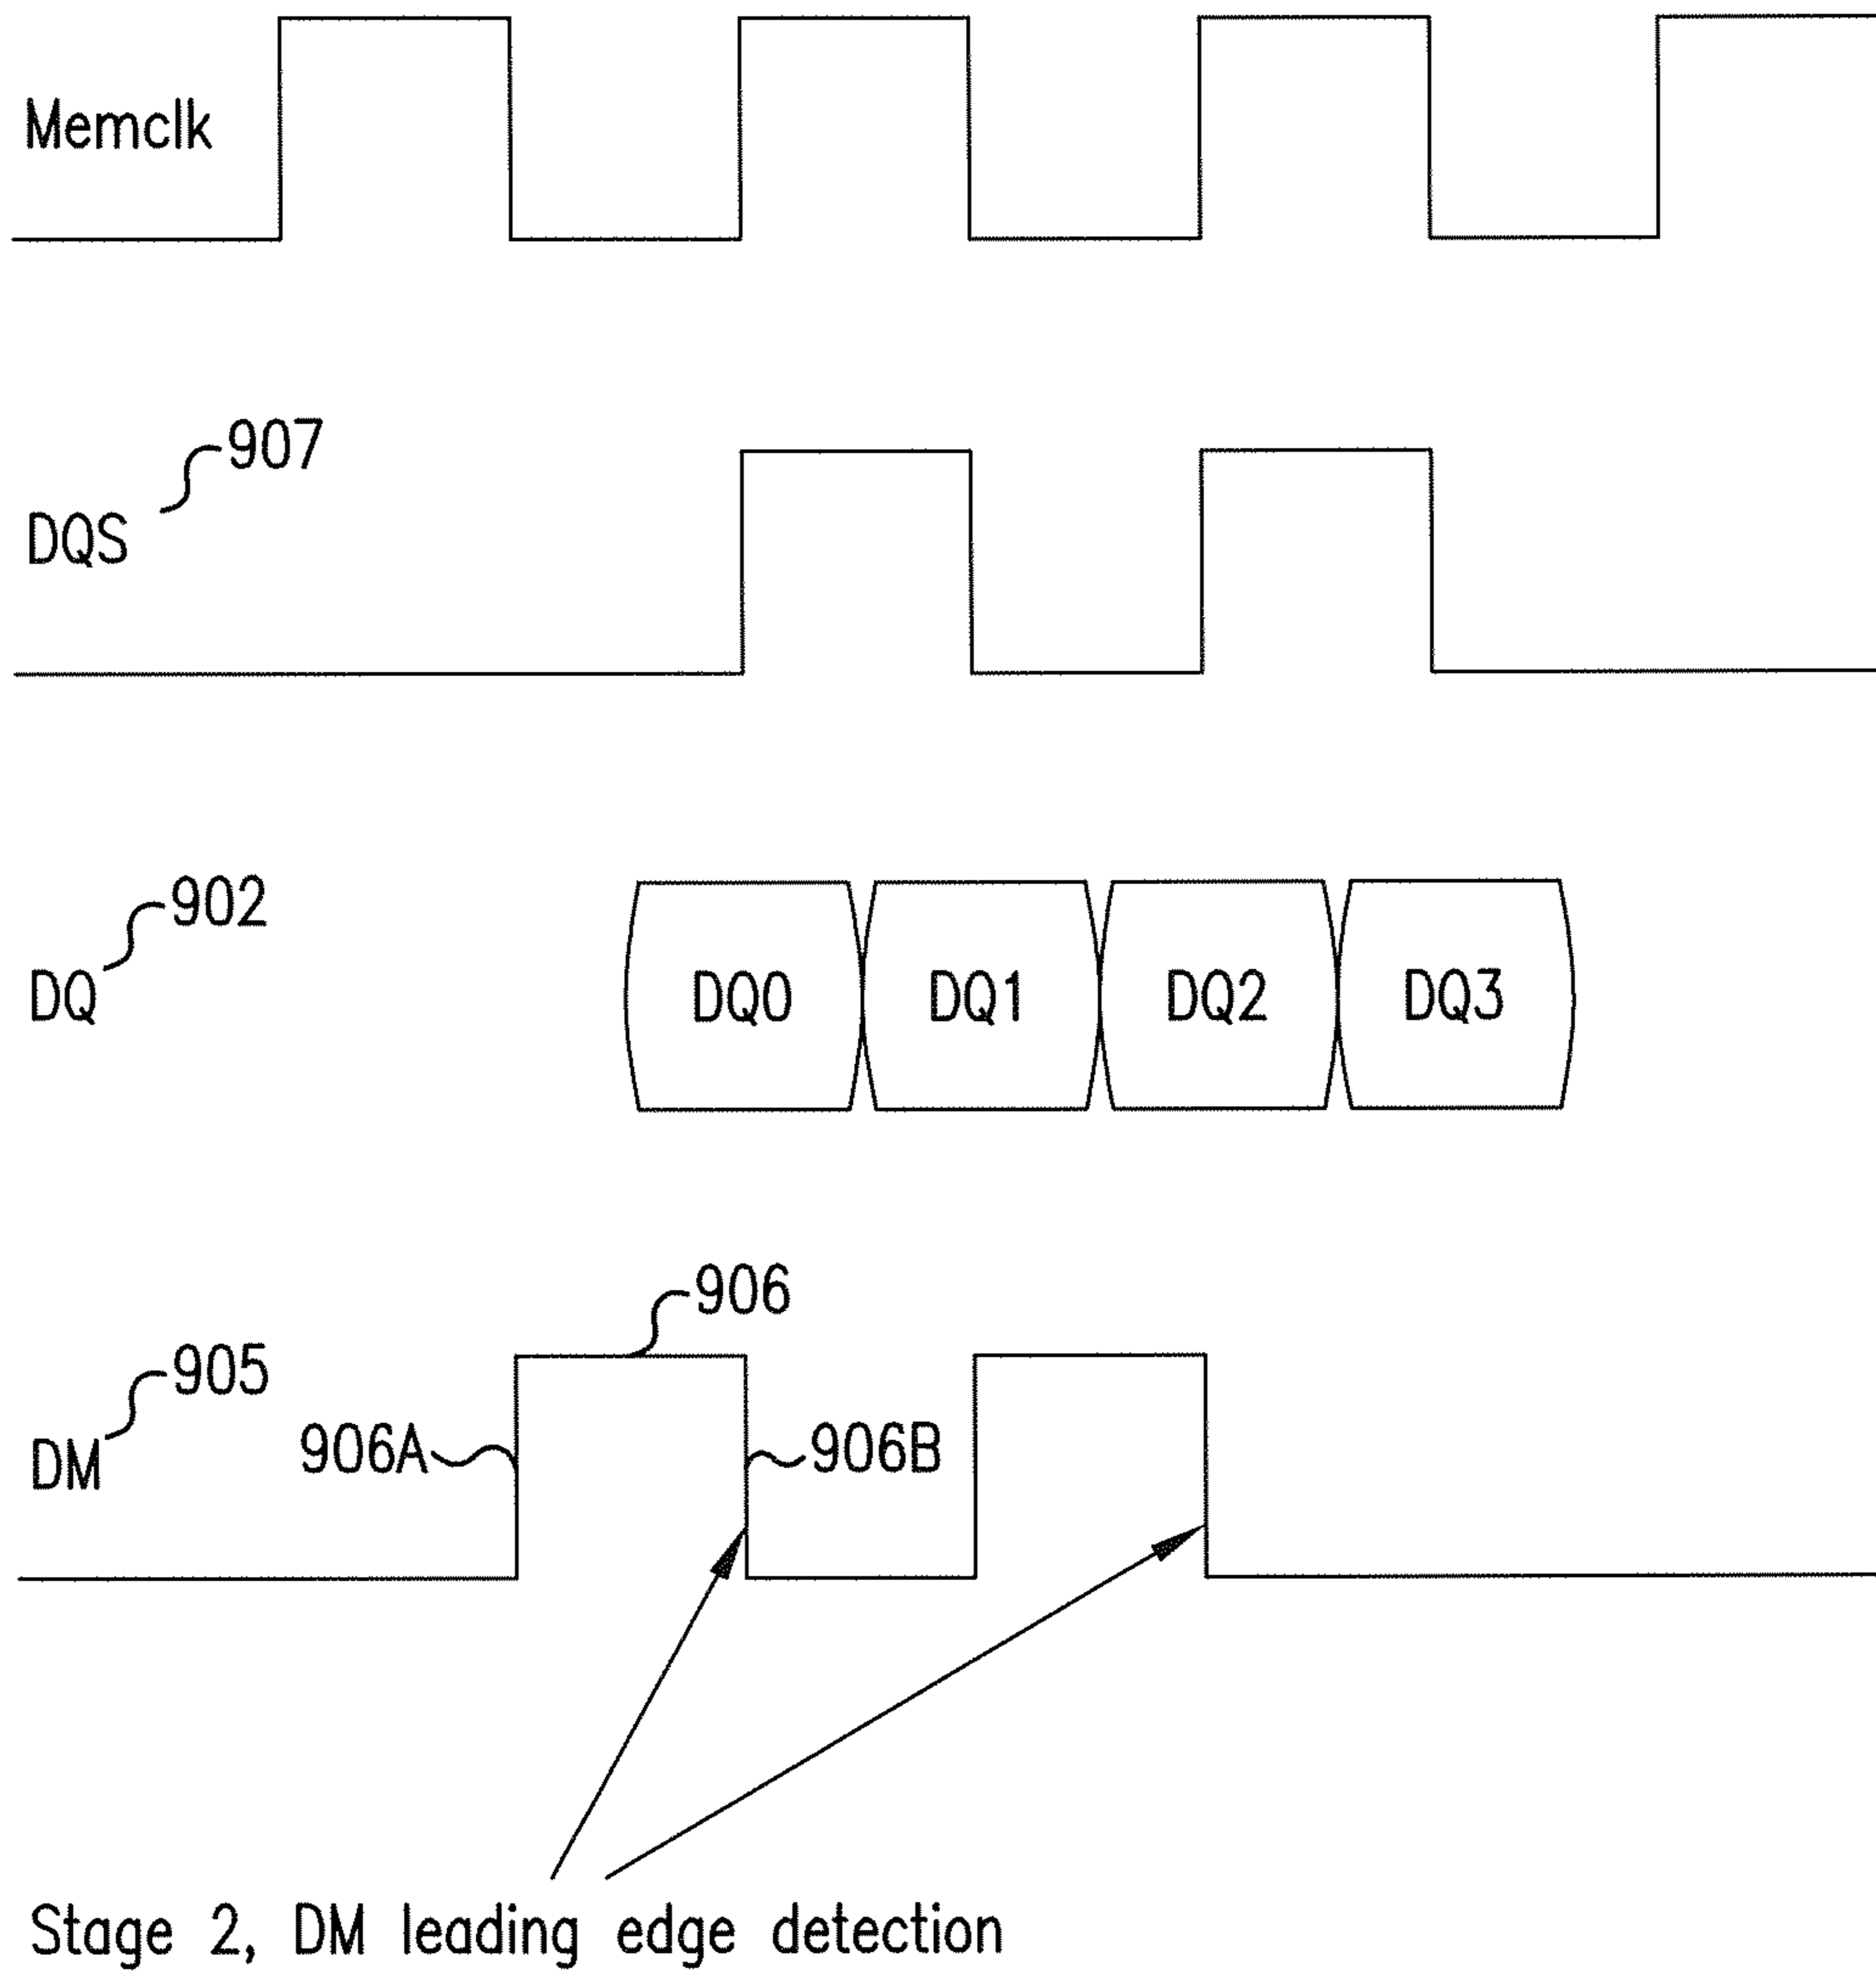 Memclk
907
DQS
902
DQ
DQ0 DQ1 DQ2 DQ3
906
905
906A 906B
DM
Stage 2, DM leading edge detection